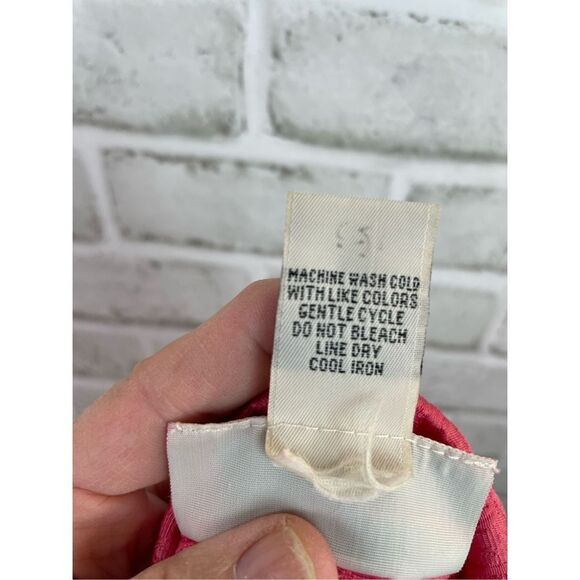 MACHINE WASH COLD
WITH LIKE COLORS
GENTLE CYCLE
DO NOT BLEACH
LINE DRY
COOL IRON